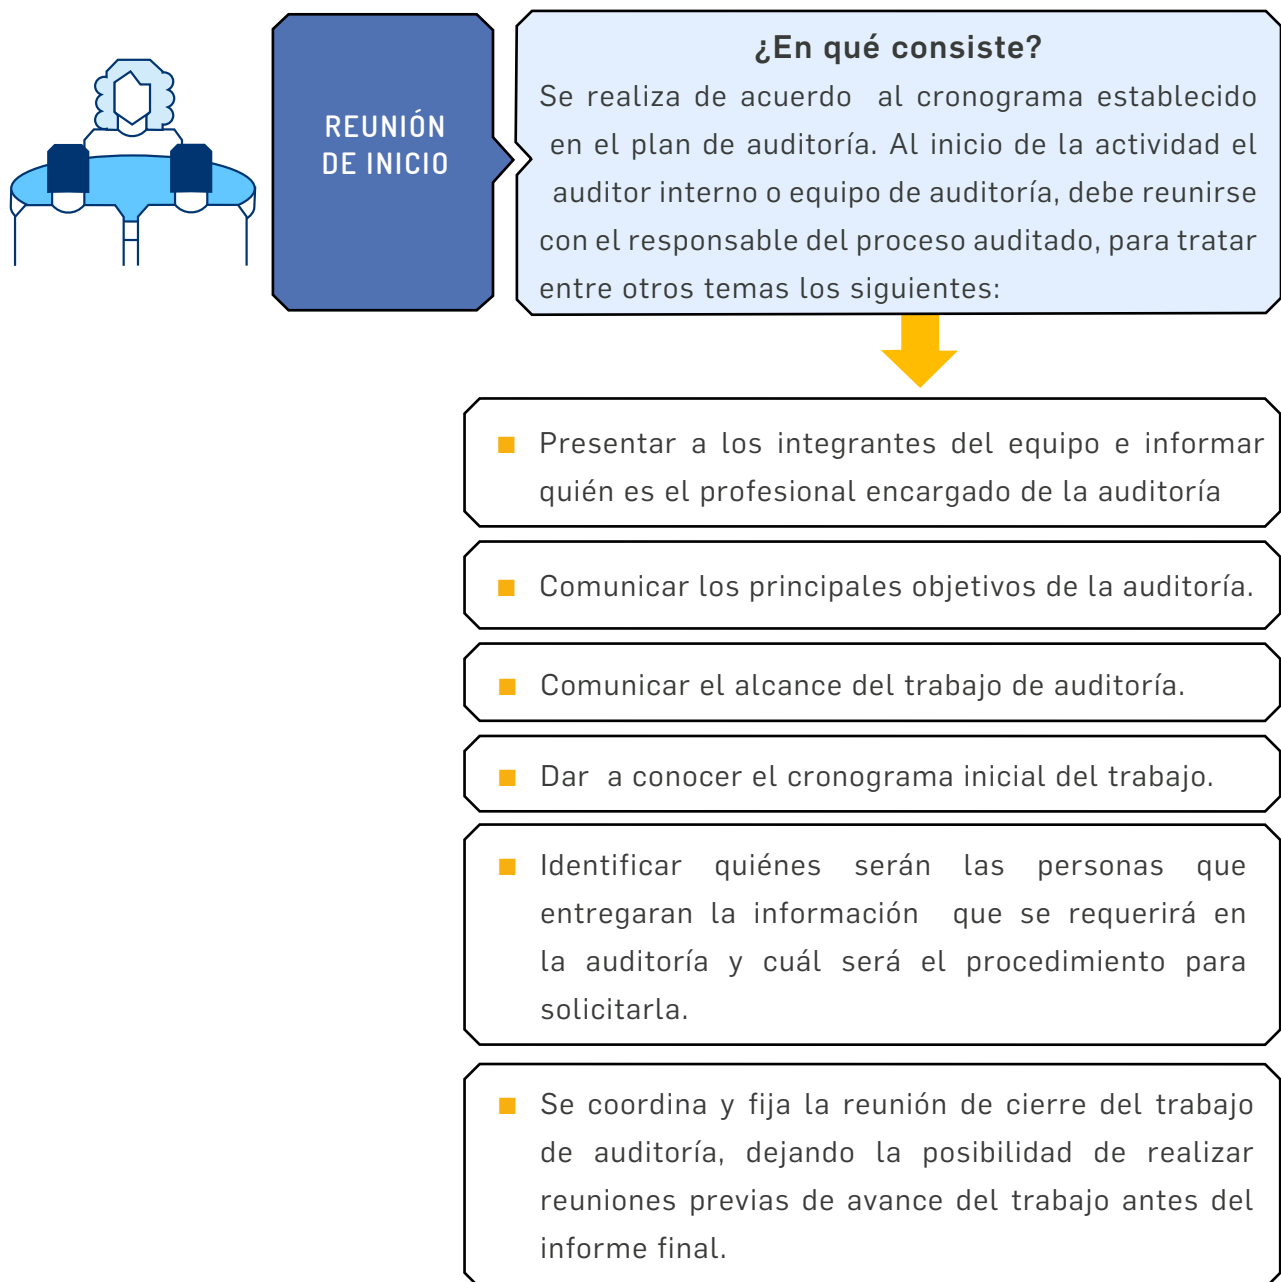 REUNIÓN
DE INICIO
¿En qué consiste?
Se realiza de acuerdo al cronograma establecido
en el plan de auditoría. Al inicio de la actividad el
auditor interno o equipo de auditoría, debe reunirse
con el responsable del proceso auditado, para tratar
entre otros temas los siguientes:
Presentar a los integrantes del equipo e informar
quién es el profesional encargado de la auditoría
Comunicar los principales objetivos de la auditoría.
Comunicar el alcance del trabajo de auditoría.
Dar a conocer el cronograma inicial del trabajo.
Identificar quiénes serán las personas que
entregaran la información que se requerirá en
la auditoría y cuál será el procedimiento para
solicitarla.
Se coordina y fija la reunión de cierre del trabajo
de auditoría, dejando la posibilidad de realizar
reuniones previas de avance del trabajo antes del
informe final.